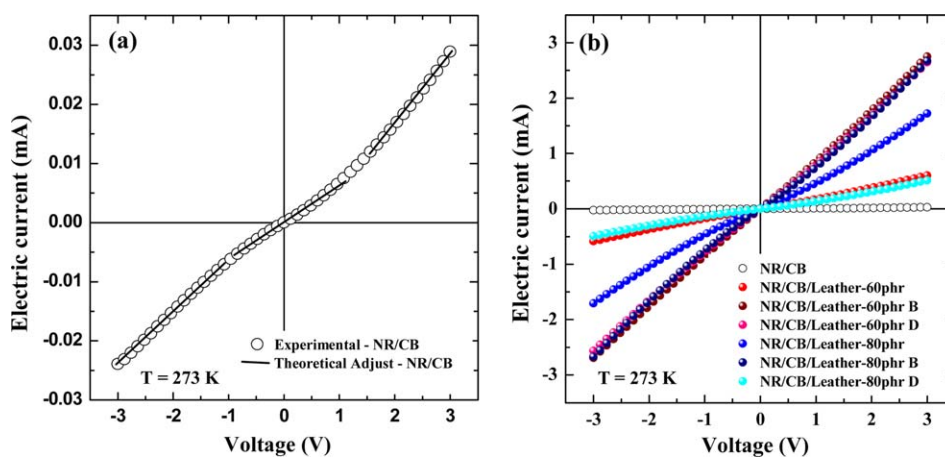 (a)
Electric current (mA)
0.03
0.02
0.01
0.00
-0.01
-0.02
-0.03
Experimental - NR/CB
Theoretical Adjust - NR/CB
T = 273 K
-3 -2 -1 0 1 2 3
Voltage (V)
(b)
Electric current (mA)
3
2
1
0
-1
-2
-3
NR/CB
NR/CB/Leather-60phr
NR/CB/Leather-60phr B
NR/CB/Leather-60phr D
NR/CB/Leather-80phr
NR/CB/Leather-80phr B
NR/CB/Leather-80phr D
T = 273 K
-3 -2 -1 0 1 2 3
Voltage (V)